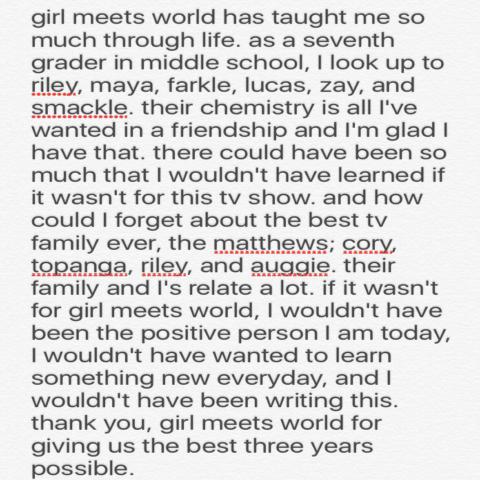 girl meets world has taught me so
much through life. as a seventh
grader in middle school, I look up to
riley, maya, farkle, lucas, zay, and
smackle. their chemistry is all I've
wanted in a friendship and I'm glad I
have that. there could have been so
much that I wouldn't have learned if
it wasn't for this tv show. and how
could I forget about the best tv
family ever, the matthews; cory,
topanga, riley, and auggie. their
family and I's relate a lot. if it wasn't
for girl meets world, I wouldn't have
been the positive person I am today,
I wouldn't have wanted to learn
something new everyday, and I
wouldn't have been writing this.
thank you, girl meets world for
giving us the best three years
possible.